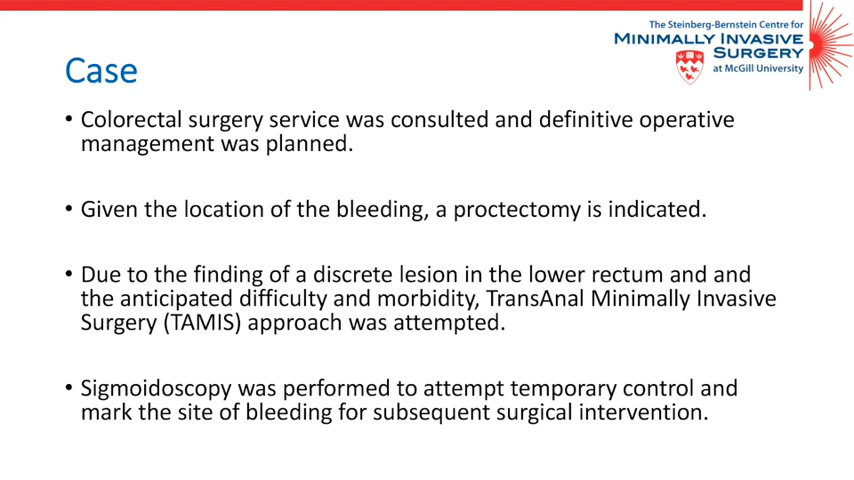 The Steinberg-Bernstein Centre for
MINIMALLY INVASIVE
SURGERY
at McGill University
Case
• Colorectal surgery service was consulted and definitive operative
management was planned.
• Given the location of the bleeding, a proctectomy is indicated.
• Due to the finding of a discrete lesion in the lower rectum and and
the anticipated difficulty and morbidity, TransAnal Minimally Invasive
Surgery (TAMIS) approach was attempted.
• Sigmoidoscopy was performed to attempt temporary control and
mark the site of bleeding for subsequent surgical intervention.